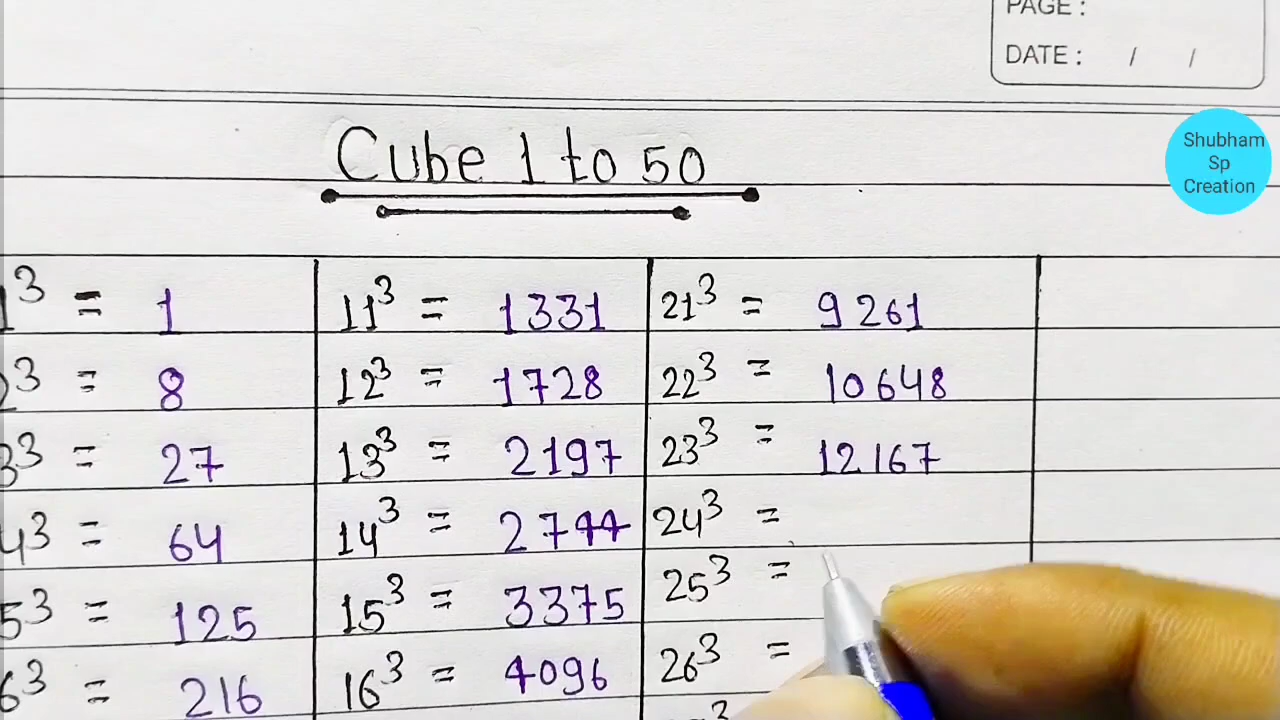 PAGE :
DATE : / /
Shubham
Sp
Creation
Cube 1 to 50
1³ = 1 11³ = 1331 21³ = 9261
2³ = 8 12³ = 1728 22³ = 10648
3³ = 27 13³ = 2197 23³ = 12167
4³ = 64 14³ = 2744 24³ =
5³ = 125 15³ = 3375 25³ =
6³ = 216 16³ = 4096 26³ =